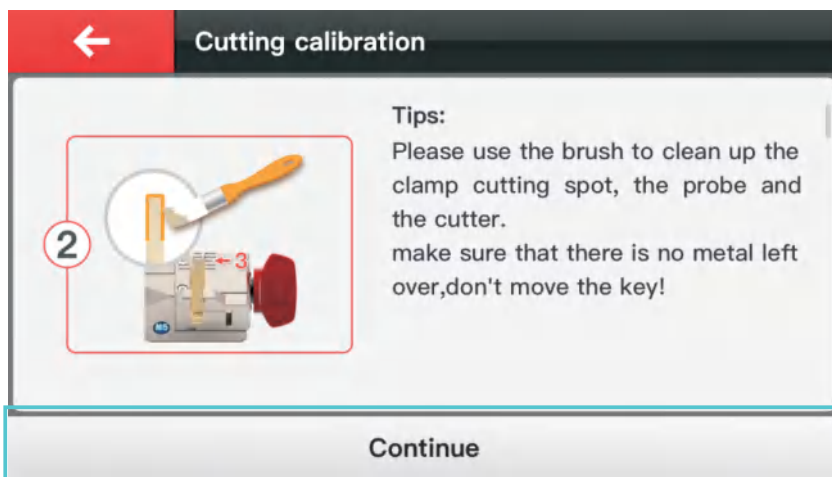 Cutting calibration
Tips:
Please use the brush to clean up the
clamp cutting spot, the probe and
the cutter.
make sure that there is no metal left
over,don't move the key!
2
3
M5
Continue